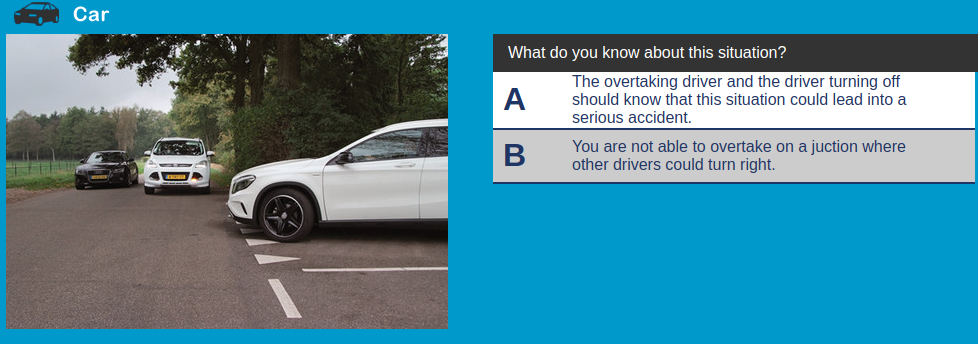 Car
What do you know about this situation?
A
The overtaking driver and the driver turning off
should know that this situation could lead into a
serious accident.
B
You are not able to overtake on a juction where
other drivers could turn right.